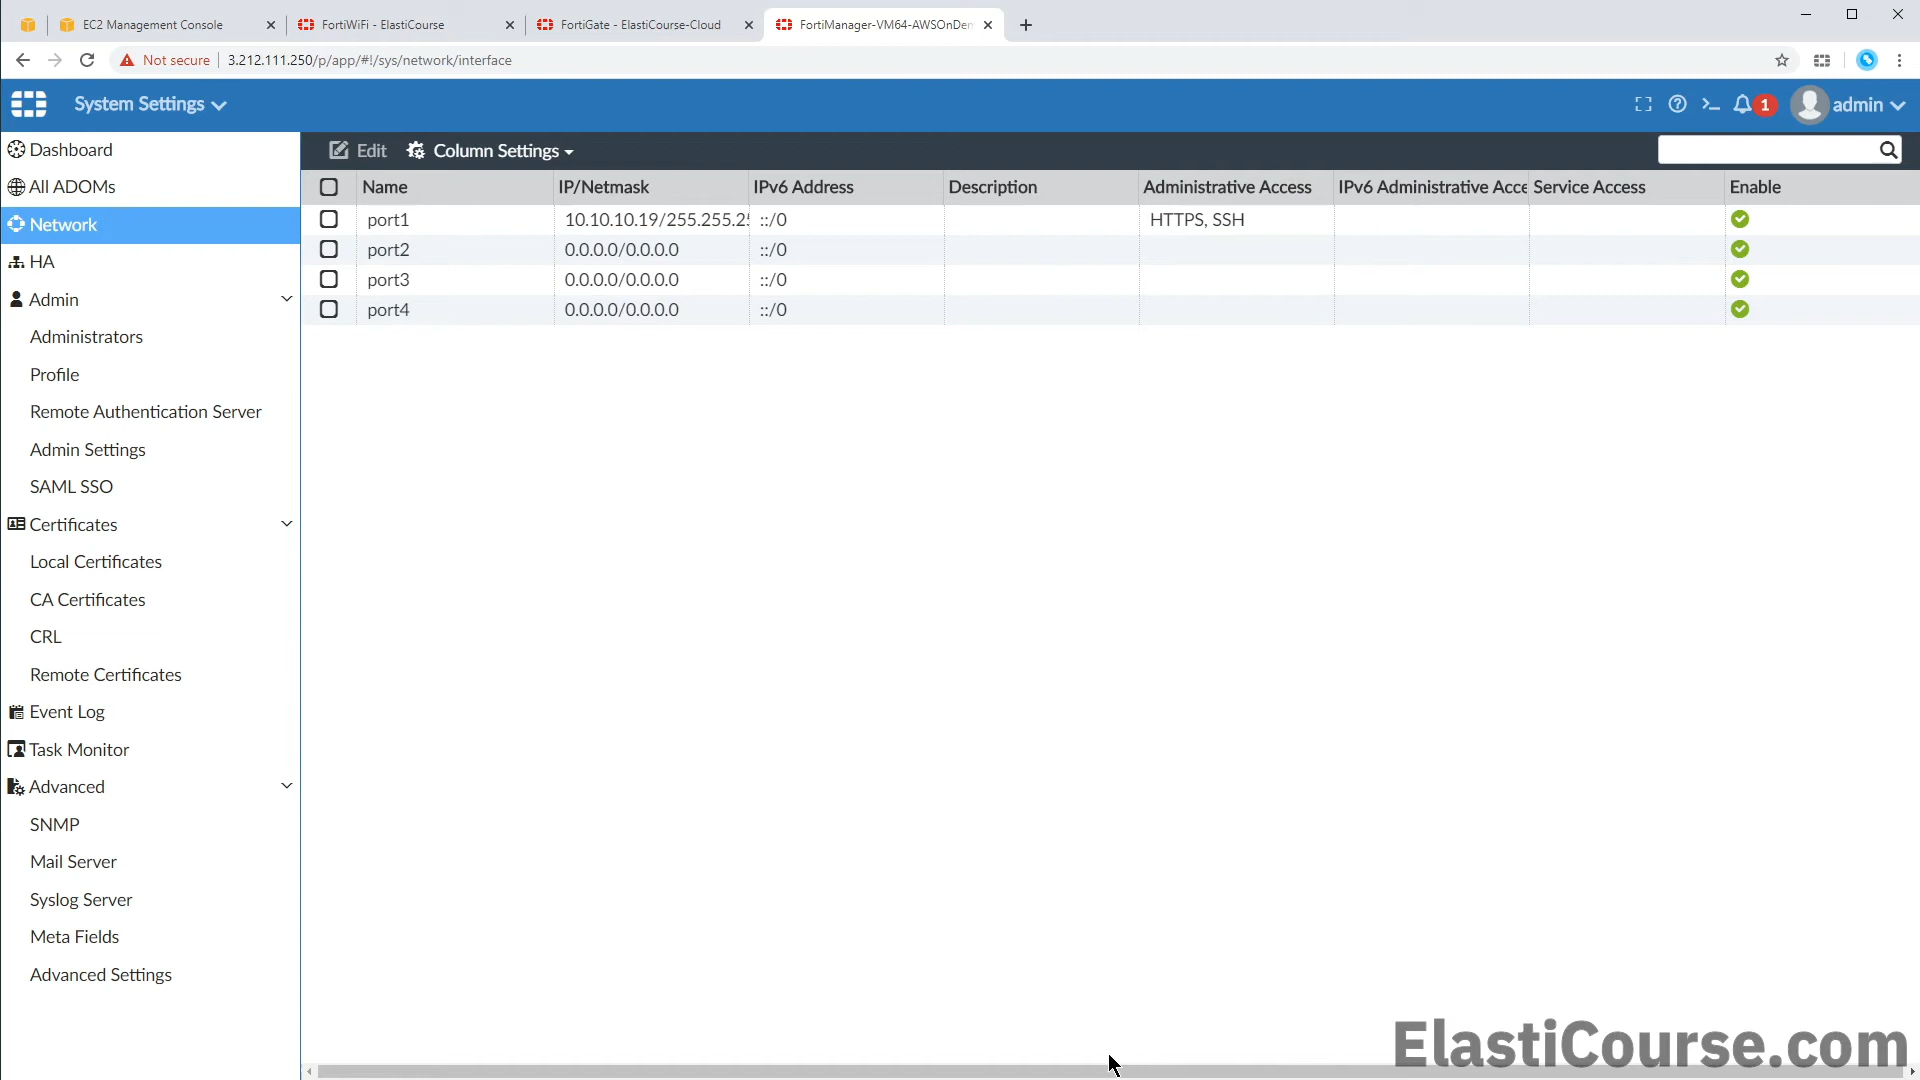 EC2 Management Console
FortiWiFi - ElastiCourse
FortiGate - ElastiCourse-Cloud
FortiManager-VM64-AWSOnDem
Not secure
3.212.111.250/p/app/#!/sys/network/interface
System Settings
1
admin
Dashboard
All ADOMs
Network
HA
Admin
Administrators
Profile
Remote Authentication Server
Admin Settings
SAML SSO
Certificates
Local Certificates
CA Certificates
CRL
Remote Certificates
Event Log
Task Monitor
Advanced
SNMP
Mail Server
Syslog Server
Meta Fields
Advanced Settings
Edit Column Settings
Name IP/Netmask IPv6 Address Description Administrative Access IPv6 Administrative Acce Service Access Enable
port1 10.10.10.19/255.255.25 ::/0 HTTPS, SSH
port2 0.0.0.0/0.0.0.0 ::/0
port3 0.0.0.0/0.0.0.0 ::/0
port4 0.0.0.0/0.0.0.0 ::/0
ElastiCourse.com